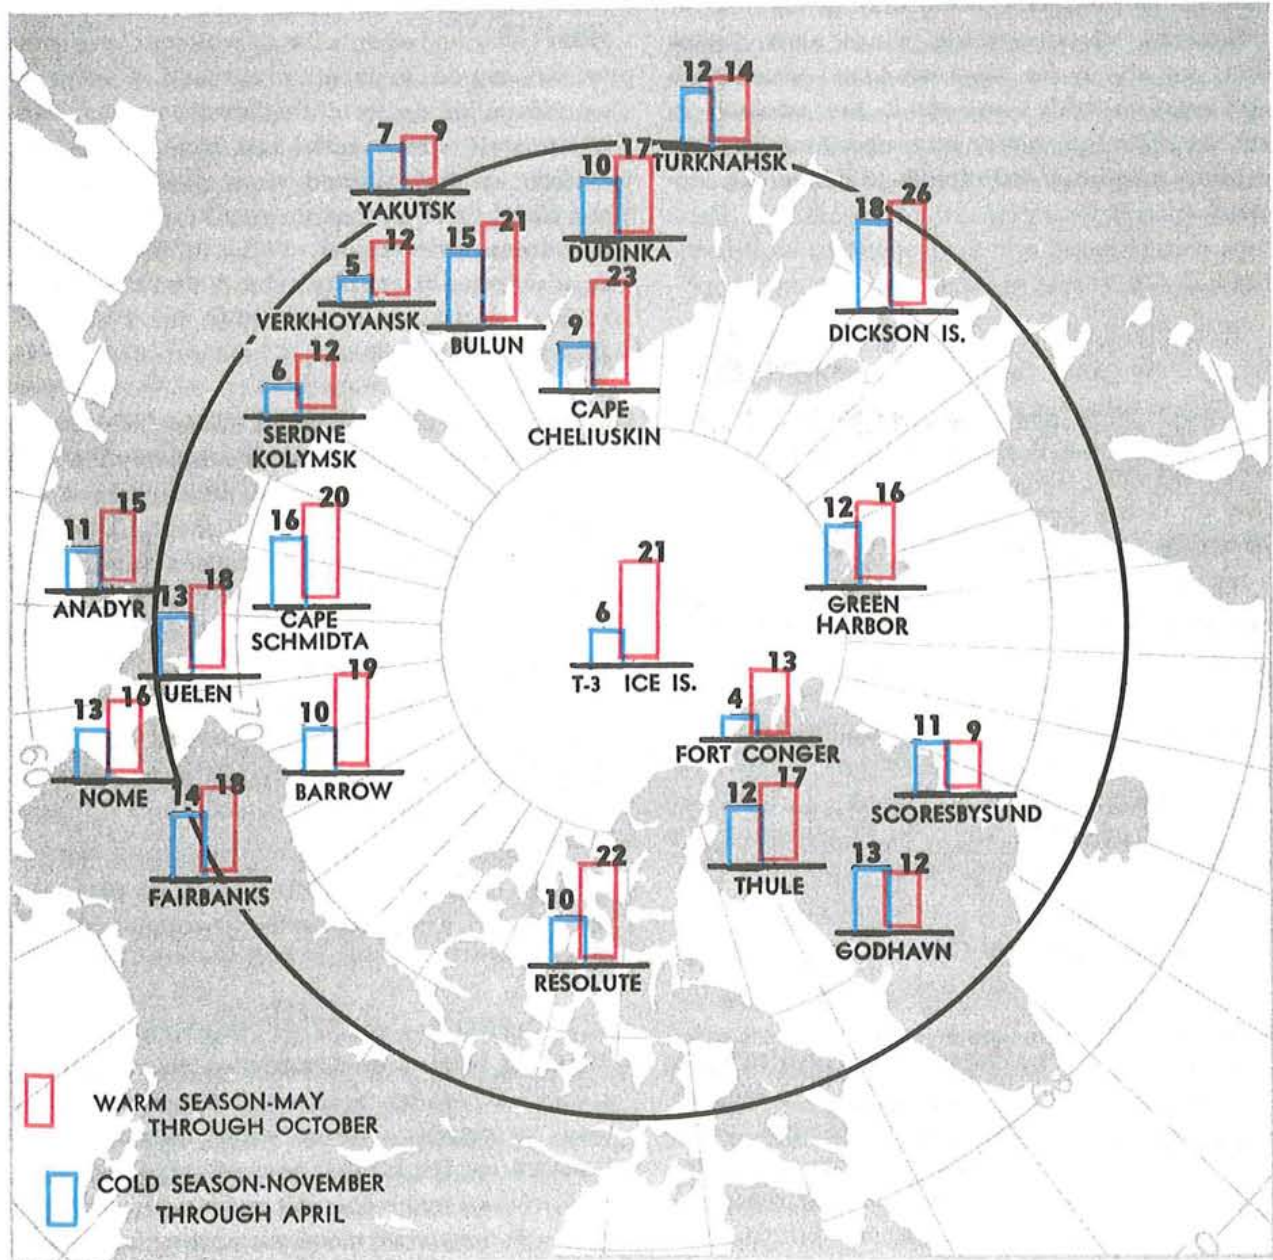 12 14
TURKNAHSK
7 9
YAKUTSK
10 17
DUDINKA
18 26
DICKSON IS.
5 12
VERKHOYANSK
15 21
BULUN
9 23
CAPE
CHELIUSKIN
6 12
SERDNE
KOLYMSK
11 15
ANADYR
16 20
CAPE
SCHMIDTA
12 16
GREEN
HARBOR
13 18
UELEN
70
6 21
T-3 ICE IS.
13 16
NOME
60
10 19
BARROW
4 13
FORT CONGER
11 9
SCORESBYSUND
14 18
FAIRBANKS
12 17
THULE
13 12
GODHAVN
10 22
RESOLUTE
WARM SEASON-MAY
THROUGH OCTOBER
COLD SEASON-NOVEMBER
THROUGH APRIL